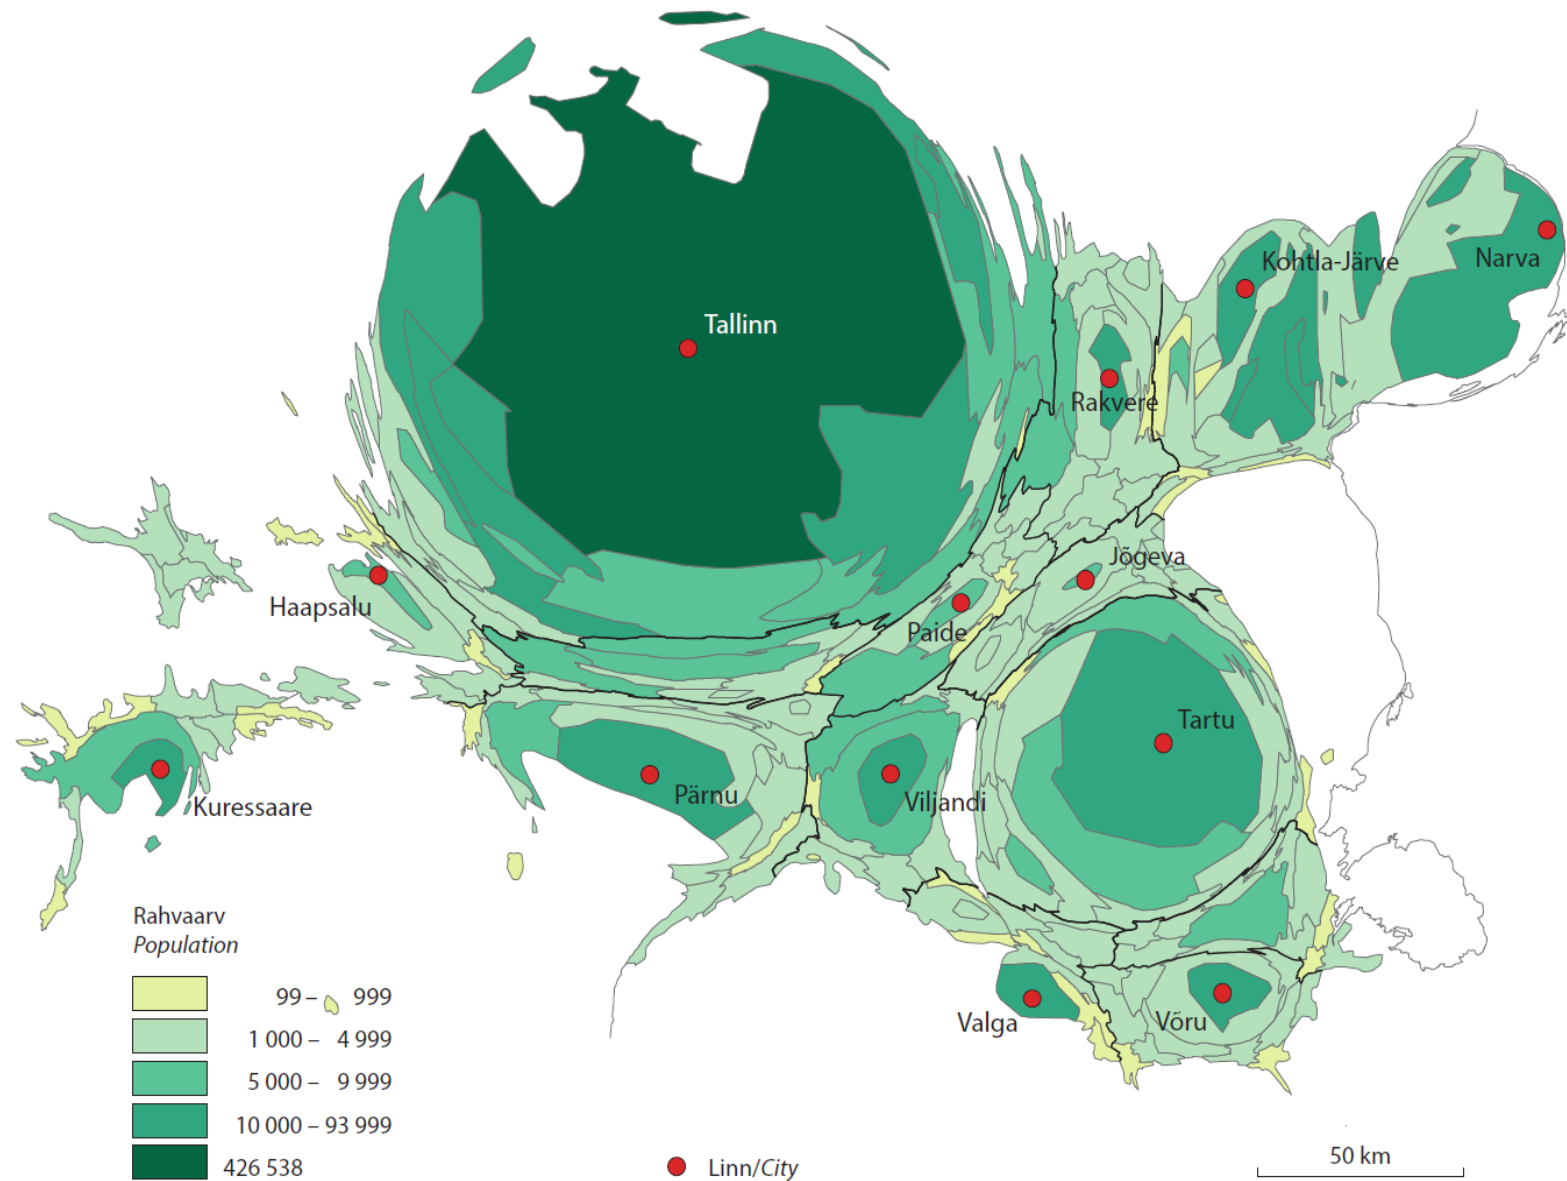 Tallinn
Kohtla-Järve
Narva
Rakvere
Jõgeva
Haapsalu
Paide
Tartu
Pärnu
Viljandi
Kuressaare
Valga
Võru
Rahvaarv
Population
99 – 999
1 000 – 4 999
5 000 – 9 999
10 000 – 93 999
426 538
Linn/City
50 km